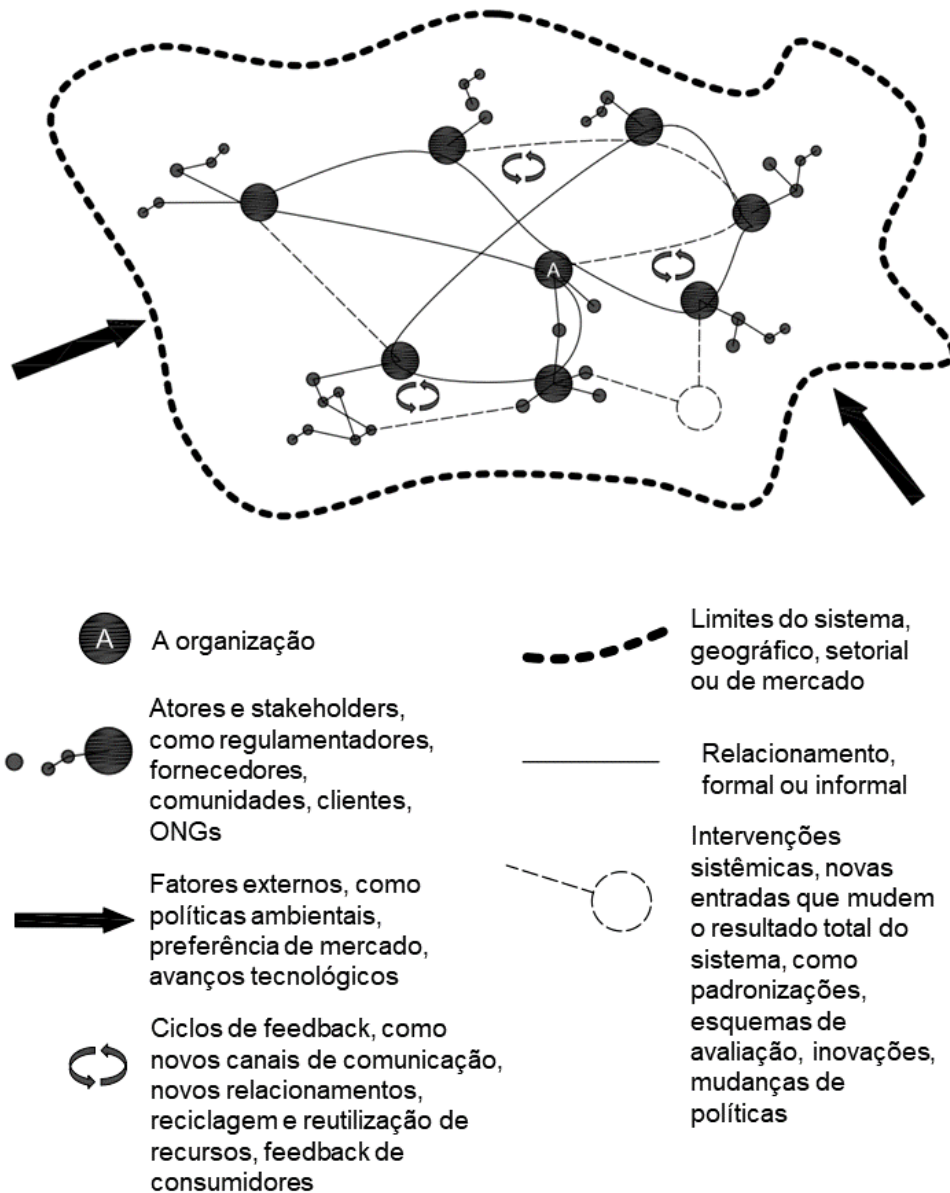 A
A
A organização
Atores e stakeholders,
como regulamentadores,
fornecedores,
comunidades, clientes,
ONGs
Fatores externos, como
políticas ambientais,
preferência de mercado,
avanços tecnológicos
Ciclos de feedback, como
novos canais de comunicação,
novos relacionamentos,
reciclagem e reutilização de
recursos, feedback de
consumidores
Limites do sistema,
geográfico, setorial
ou de mercado
Relacionamento,
formal ou informal
Intervenções
sistêmicas, novas
entradas que mudem
o resultado total do
sistema, como
padronizações,
esquemas de
avaliação, inovações,
mudanças de
políticas